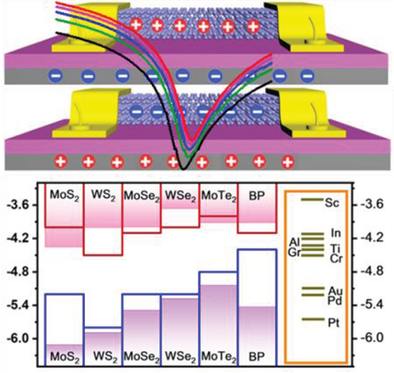 + + + + + +
− − − − − − − −
− − − − − −
+ + + + + + + + +
MoS₂ WS₂ MoSe₂ WSe₂ MoTe₂ BP
-3.6 Sc -3.6
In
-4.2 Al Ti -4.2
Gr Cr
-4.8 -4.8
Au
-5.4 Pd -5.4
Pt
-6.0 -6.0
MoS₂ WS₂ MoSe₂ WSe₂ MoTe₂ BP